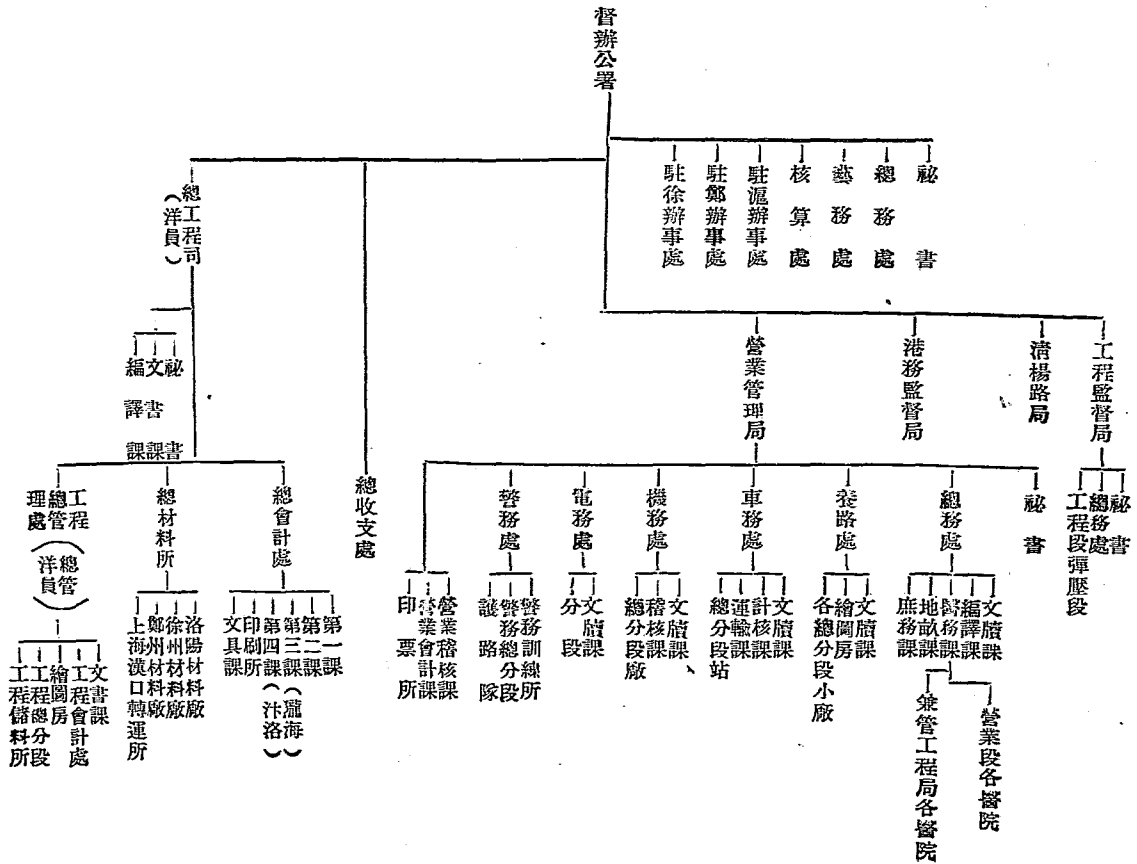 督辦公署
祕書
總務處
藝務處
核算處
駐滬辦事處
駐鄭辦事處
駐徐辦事處
工程監督局
祕書
總務處
工程段彈壓段
清楊路局
港務監督局
營業管理局
祕書
總務處
文牘課
編譯課
醫務課
營業段各醫院
兼管工程局各醫院
地畝課
庶務課
養路處
文牘課
繪圖房
各總分段小廠
車務處
文牘課
計核課
運輸課
總分段站
機務處
文牘課
稽核課
總分段廠
電務處
文牘課
分段
警務處
警務訓練所
警務總分段
護路隊
營業稽核課
營業會計課
印票所
總收支處
總工程司
(洋員)
祕書
文書課
編譯課
總會計處
第一課
第二課
第三課(隴海)
第四課(汴洛)
印刷所
文具課
總材料所
洛陽材料廠
徐州材料廠
鄭州材料廠
上海漢口轉運所
工程總管理處
(總管洋員)
文書課
工程會計處
繪圖房
工程總分段
工程儲料所